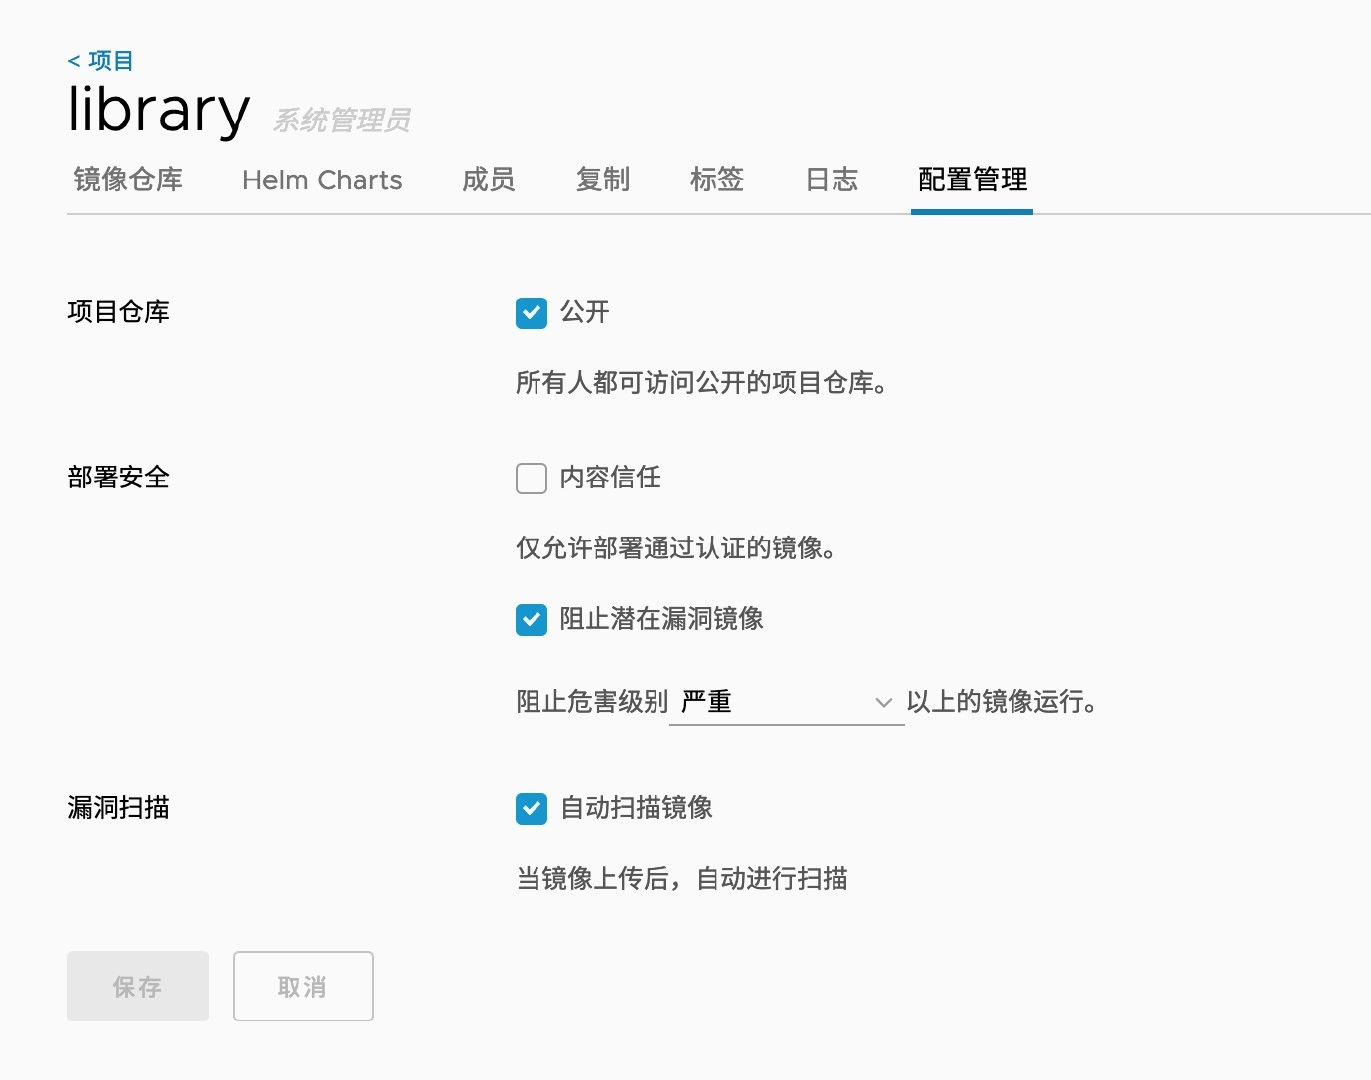 < 项目
library 系统管理员
镜像仓库 Helm Charts 成员 复制 标签 日志 配置管理
项目仓库 公开
所有人都可访问公开的项目仓库。
部署安全 内容信任
仅允许部署通过认证的镜像。
阻止潜在漏洞镜像
阻止危害级别 严重 以上的镜像运行。
漏洞扫描 自动扫描镜像
当镜像上传后，自动进行扫描
保存 取消